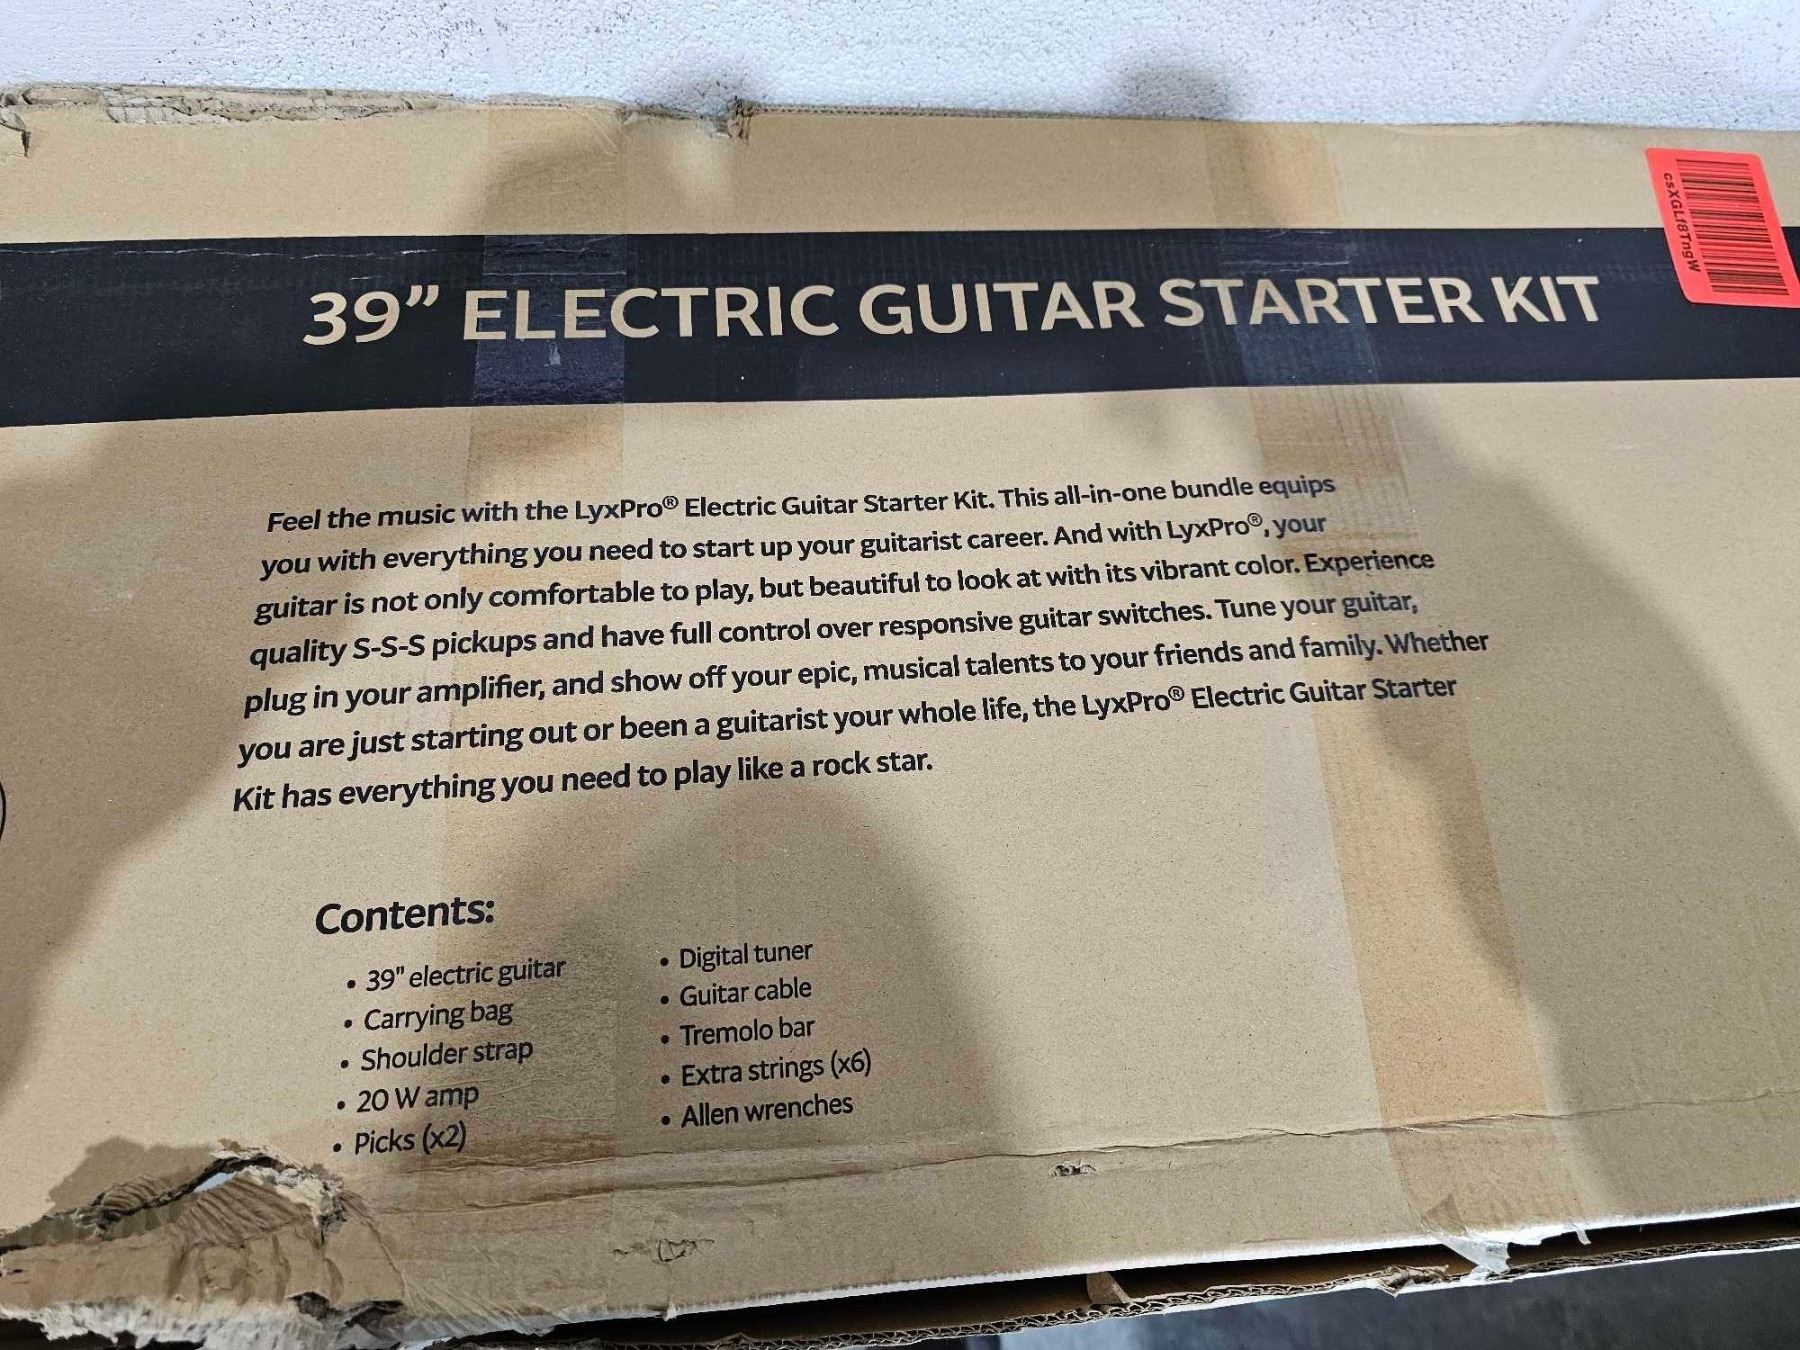 39” ELECTRIC GUITAR STARTER KIT
Feel the music with the LyxPro® Electric Guitar Starter Kit. This all-in-one bundle equips
you with everything you need to start up your guitarist career. And with LyxPro®, your
guitar is not only comfortable to play, but beautiful to look at with its vibrant color. Experience
quality S-S-S pickups and have full control over responsive guitar switches. Tune your guitar,
plug in your amplifier, and show off your epic, musical talents to your friends and family. Whether
you are just starting out or been a guitarist your whole life, the LyxPro® Electric Guitar Starter
Kit has everything you need to play like a rock star.
Contents:
• 39" electric guitar
• Carrying bag
• Shoulder strap
• 20 W amp
• Picks (x2)
• Digital tuner
• Guitar cable
• Tremolo bar
• Extra strings (x6)
• Allen wrenches